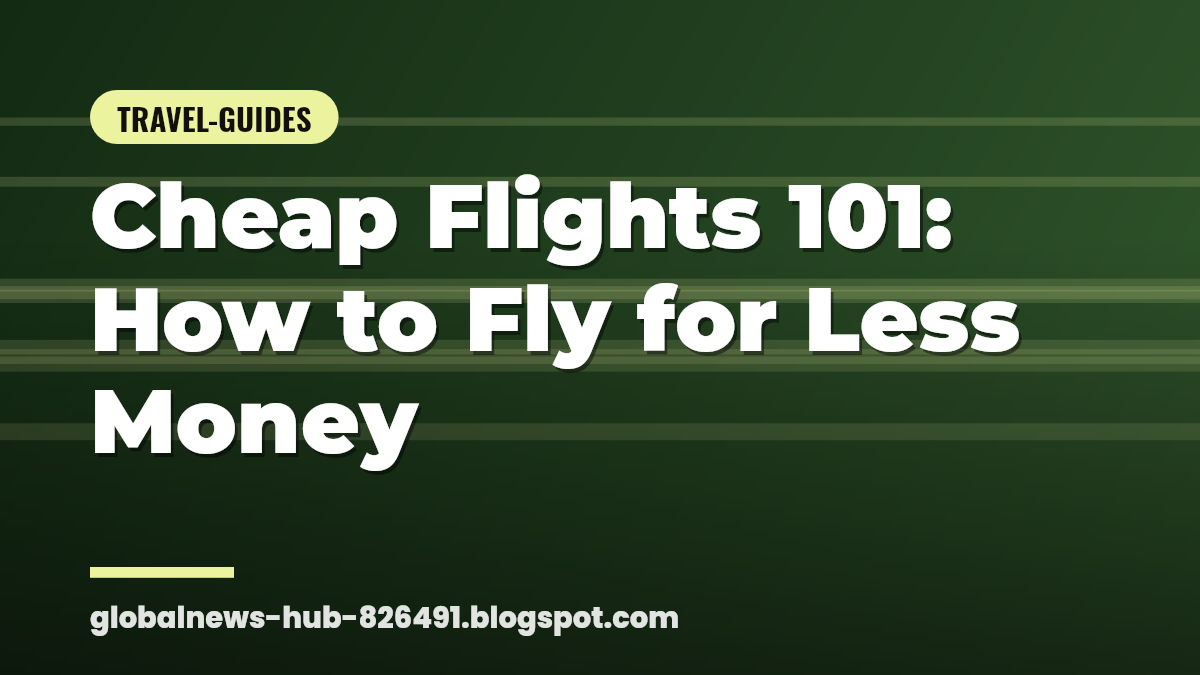 TRAVEL-GUIDES
Cheap Flights 101:
How to Fly for Less
Money
globalnews-hub-826491.blogspot.com